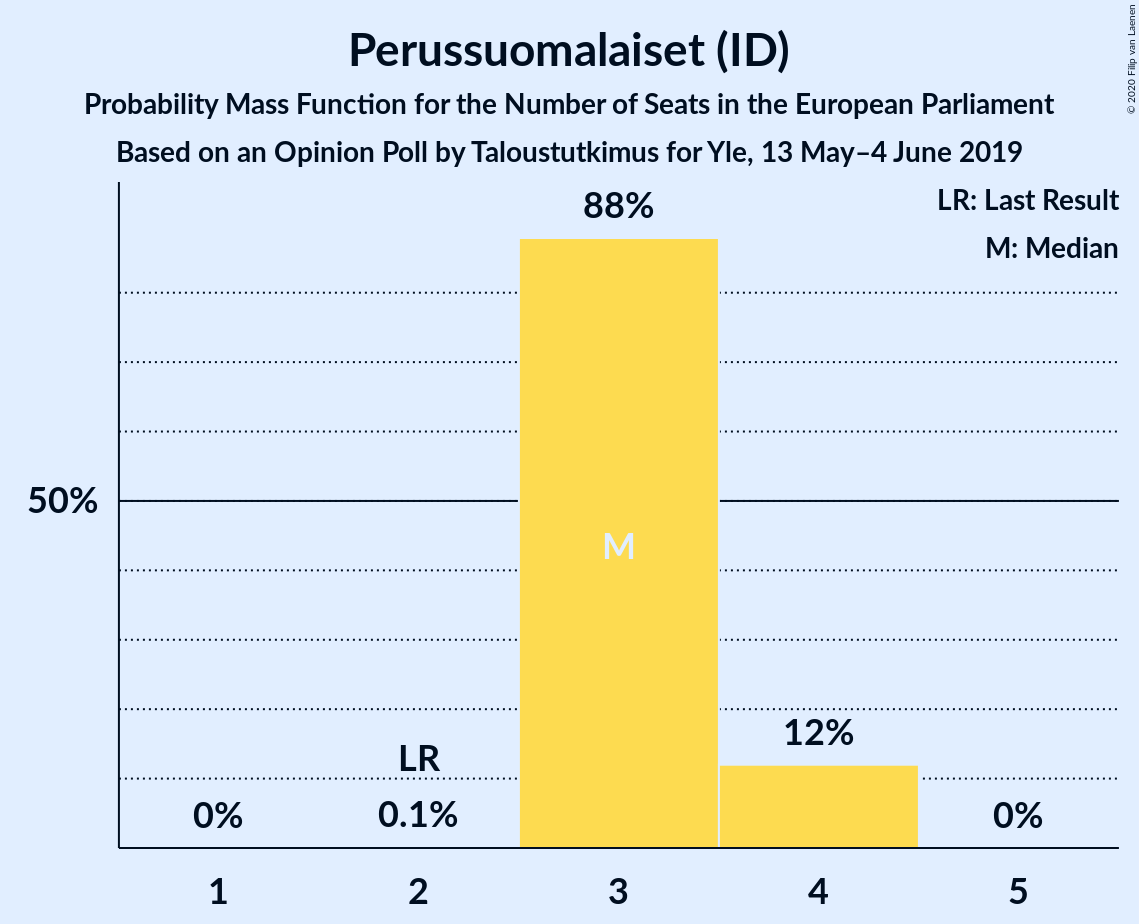 Perussuomalaiset (ID)
Probability Mass Function for the Number of Seats in the European Parliament
Based on an Opinion Poll by Taloustutkimus for Yle, 13 May–4 June 2019
© 2020 Filip van Laenen
LR: Last Result
M: Median
88%
50%
M
12%
LR
0%
0.1%
0%
1 2 3 4 5